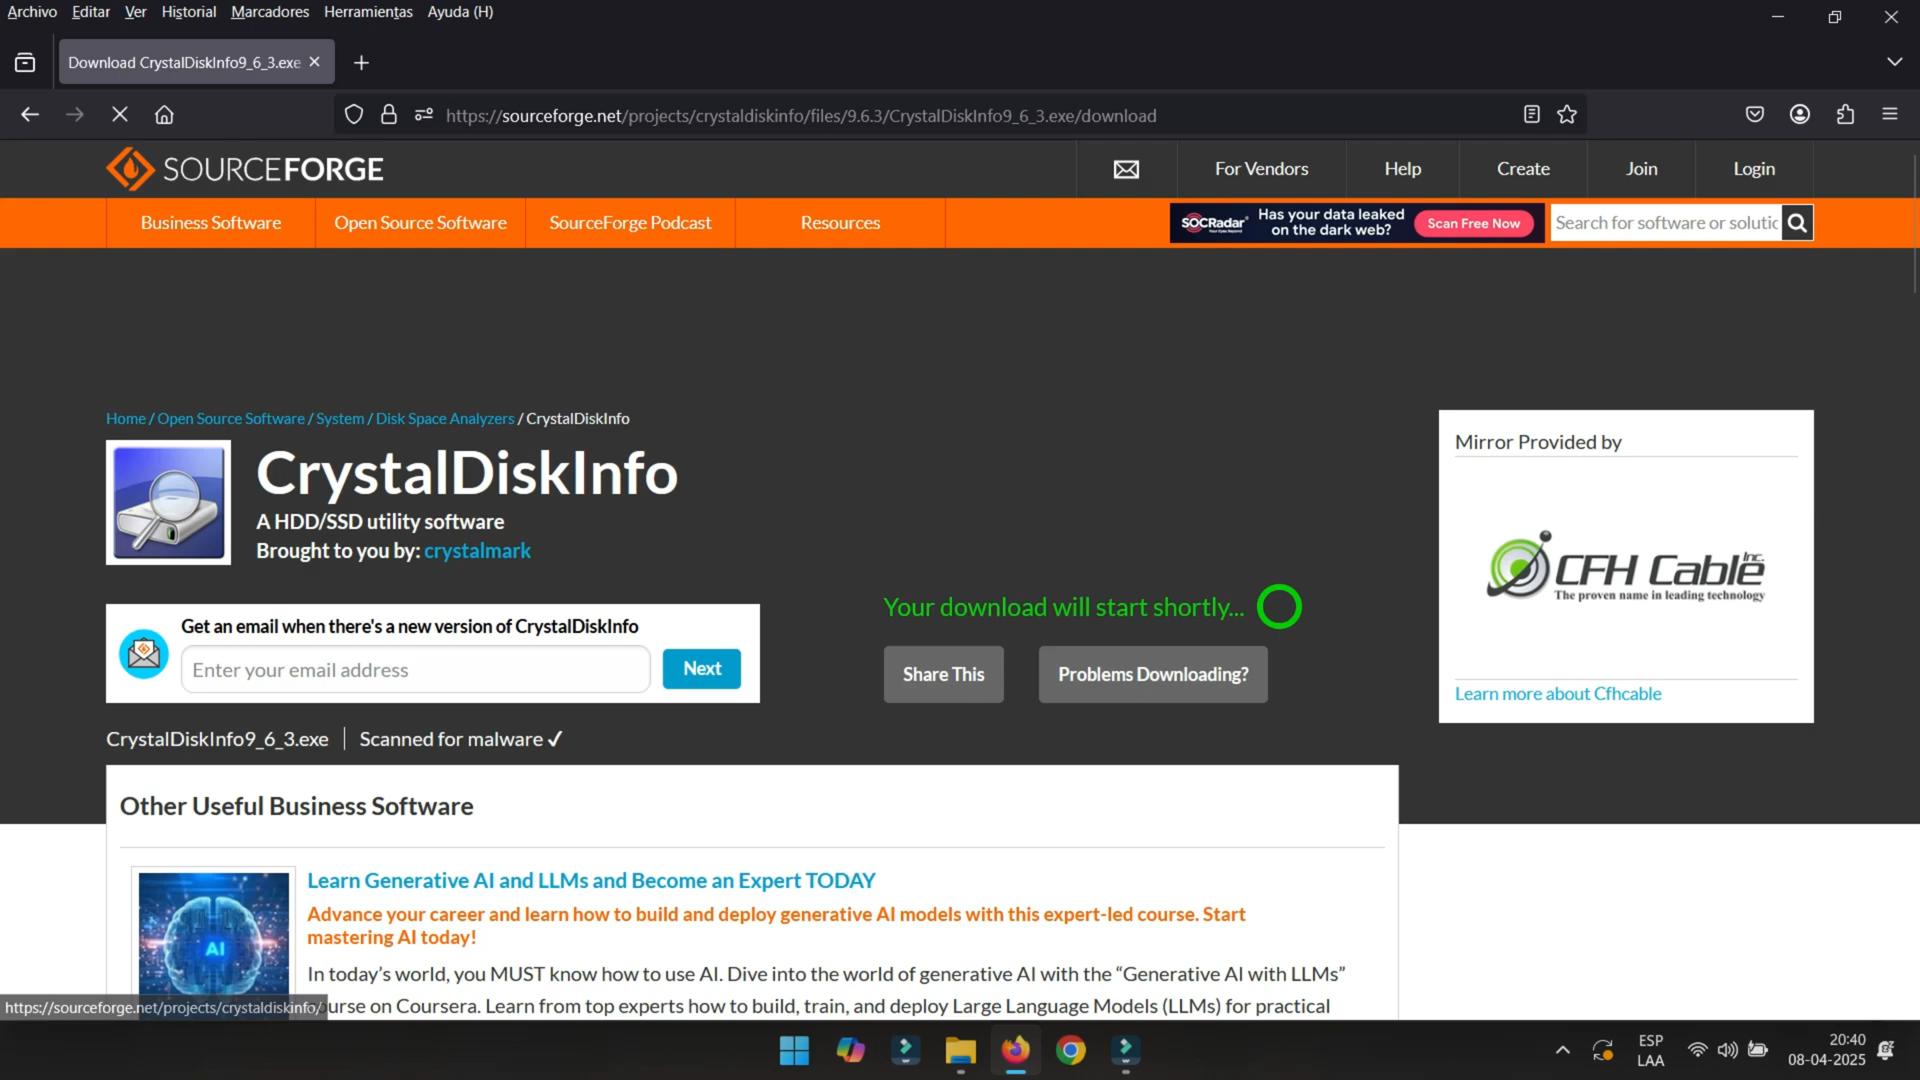 Archivo Editar Ver Historial Marcadores Herramientas Ayuda (H)
Download CrystalDiskInfo9_6_3.exe
https://sourceforge.net/projects/crystaldiskinfo/files/9.6.3/CrystalDiskInfo9_6_3.exe/download
SOURCEFORGE
For Vendors
Help
Create
Join
Login
Business Software
Open Source Software
SourceForge Podcast
Resources
SOCRadar
Has your data leaked
on the dark web?
Scan Free Now
Search for software or solutic
Home / Open Source Software / System / Disk Space Analyzers / CrystalDiskInfo
CrystalDiskInfo
A HDD/SSD utility software
Brought to you by: crystalmark
Mirror Provided by
CFH Cable Inc.
The proven name in leading technology
Learn more about Cfhcable
Get an email when there's a new version of CrystalDiskInfo
Enter your email address
Next
Your download will start shortly...
Share This
Problems Downloading?
CrystalDiskInfo9_6_3.exe
Scanned for malware ✓
Other Useful Business Software
AI
Learn Generative AI and LLMs and Become an Expert TODAY
Advance your career and learn how to build and deploy generative AI models with this expert-led course. Start
mastering AI today!
In today's world, you MUST know how to use AI. Dive into the world of generative AI with the “Generative AI with LLMs”
urse on Coursera. Learn from top experts how to build, train, and deploy Large Language Models (LLMs) for practical
https://sourceforge.net/projects/crystaldiskinfo/
ESP
LAA
20:40
08-04-2025